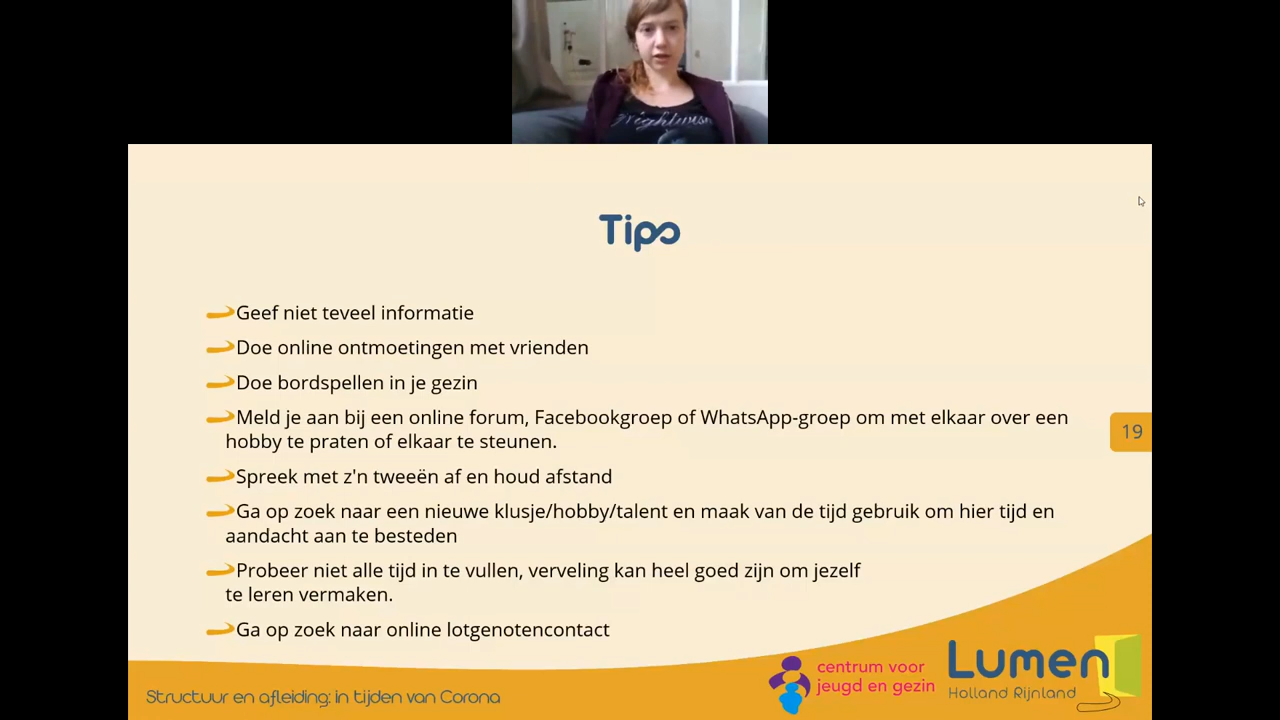 Tips
Geef niet teveel informatie
Doe online ontmoetingen met vrienden
Doe bordspellen in je gezin
Meld je aan bij een online forum, Facebookgroep of WhatsApp-groep om met elkaar over een
hobby te praten of elkaar te steunen.
19
Spreek met z'n tweeën af en houd afstand
Ga op zoek naar een nieuwe klusje/hobby/talent en maak van de tijd gebruik om hier tijd en
aandacht aan te besteden
Probeer niet alle tijd in te vullen, verveling kan heel goed zijn om jezelf
te leren vermaken.
Ga op zoek naar online lotgenotencontact
Structuur en afleiding: in tijden van Corona
centrum voor
jeugd en gezin
Lumen
Holland Rijnland